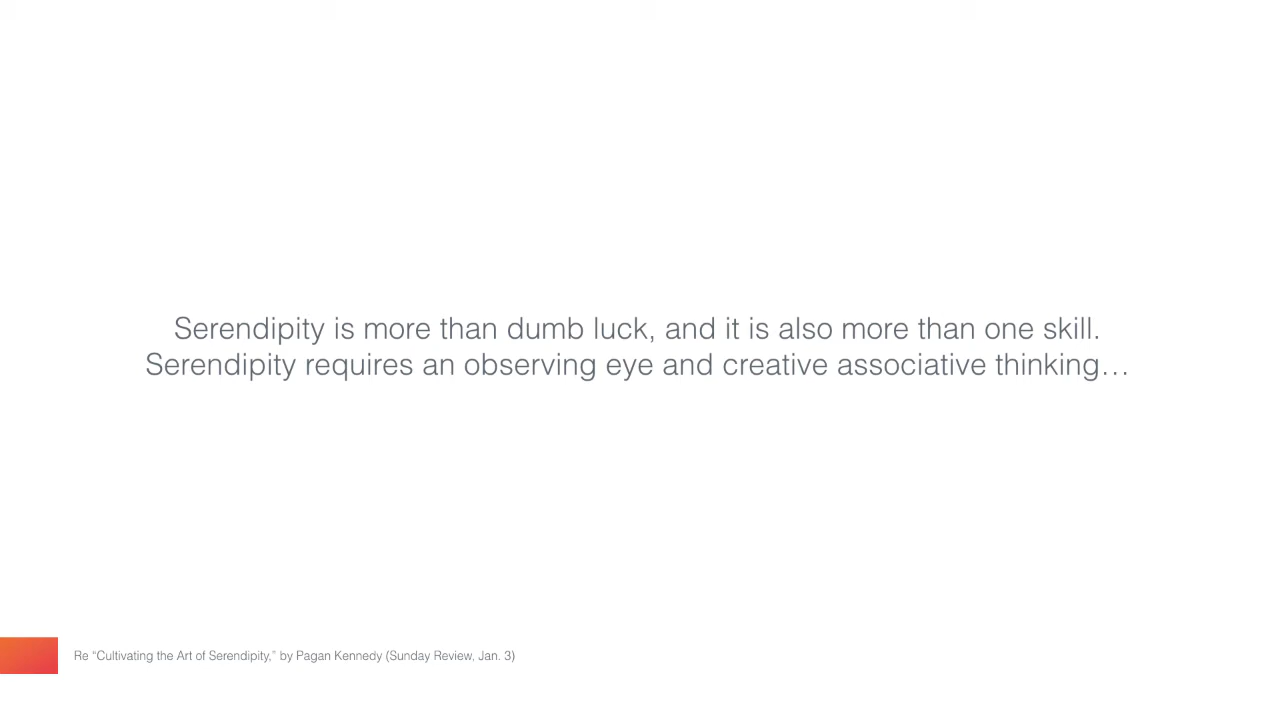 Serendipity is more than dumb luck, and it is also more than one skill.
Serendipity requires an observing eye and creative associative thinking…
Re “Cultivating the Art of Serendipity,” by Pagan Kennedy (Sunday Review, Jan. 3)